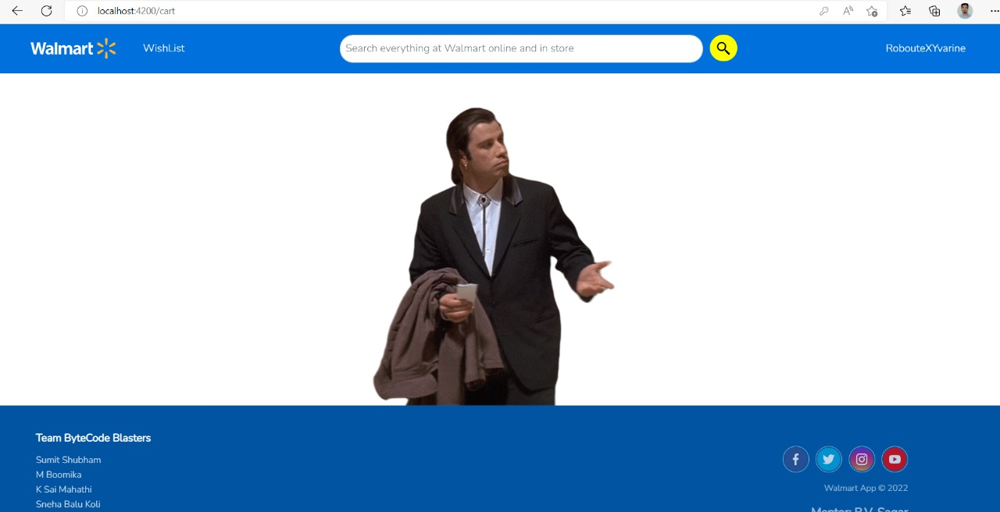 localhost:4200/cart
Walmart
WishList
Search everything at Walmart online and in store
RobouteXYvarine
Team ByteCode Blasters
Sumit Shubham
M Boomika
K Sai Mahathi
Sneha Balu Koli
Walmart App © 2022
Mentor: B.V. Sagar